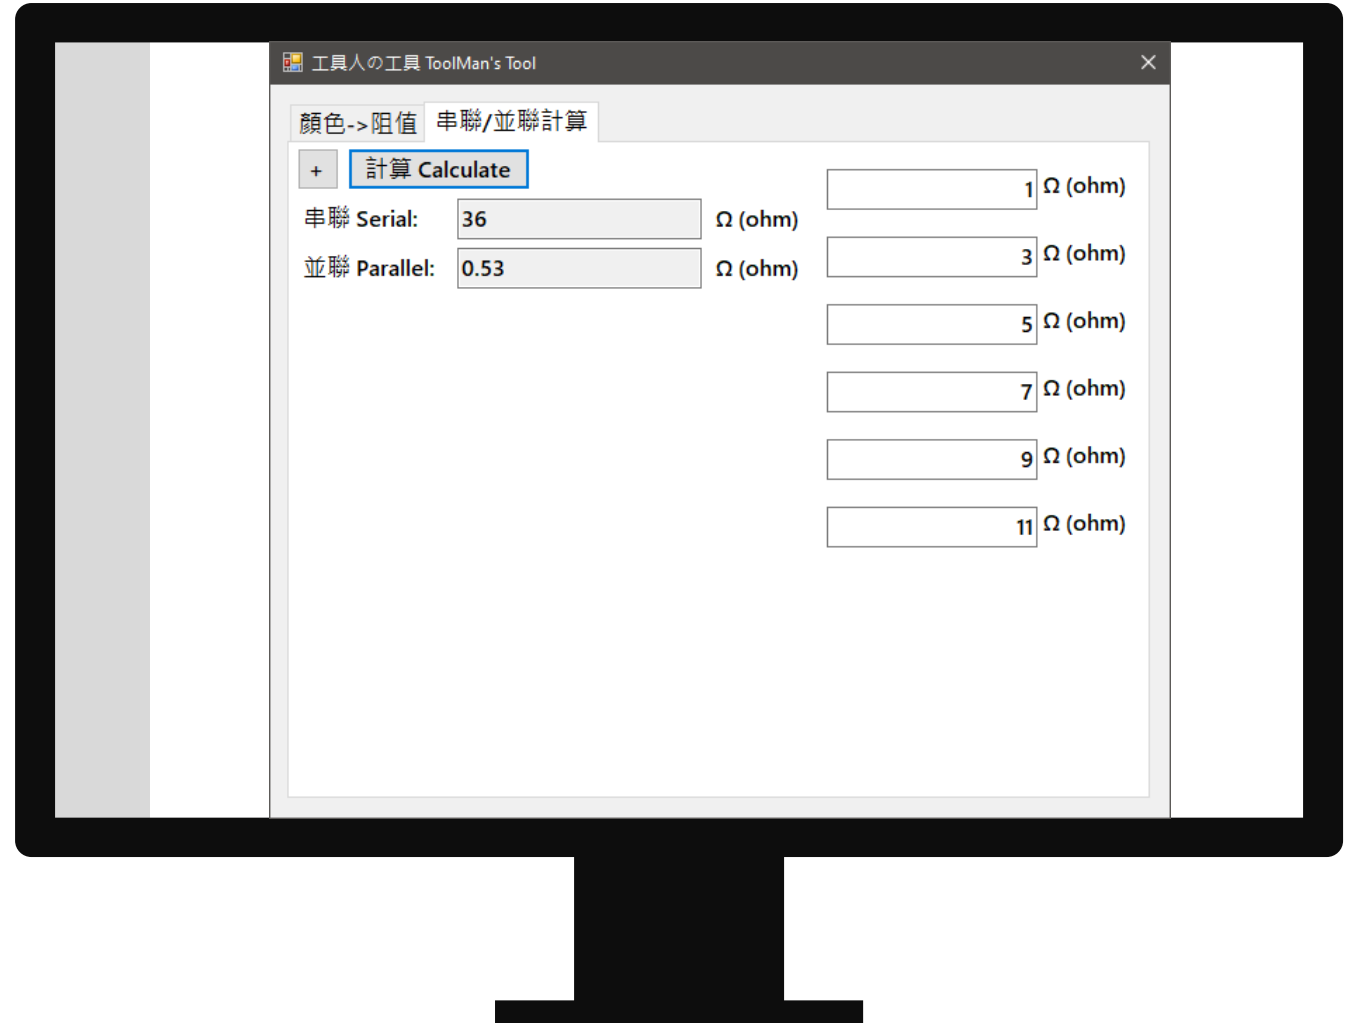 工具人の工具 ToolMan's Tool
顏色->阻值 串聯/並聯計算
+ 計算 Calculate
串聯 Serial: 36 Ω (ohm)
並聯 Parallel: 0.53 Ω (ohm)
1 Ω (ohm)
3 Ω (ohm)
5 Ω (ohm)
7 Ω (ohm)
9 Ω (ohm)
11 Ω (ohm)